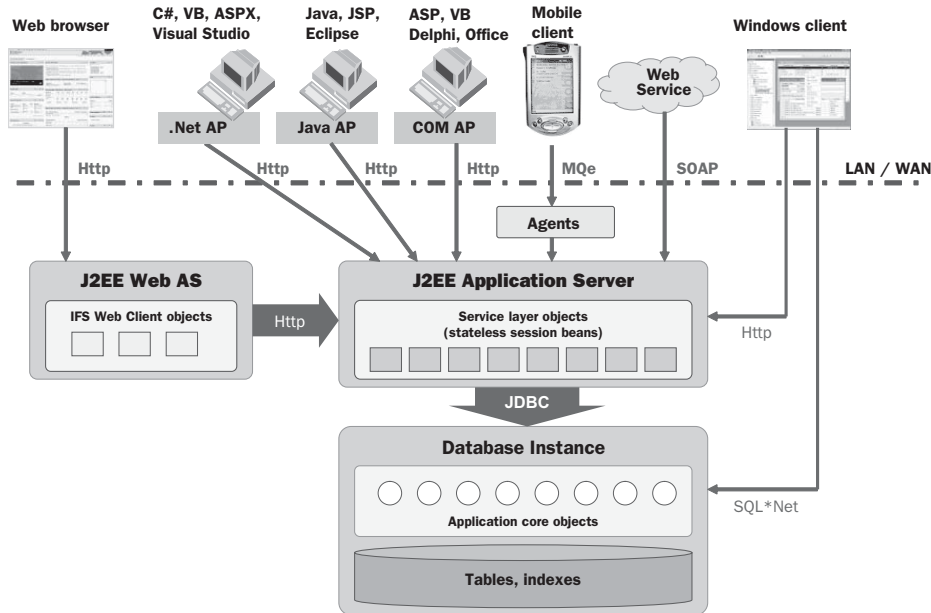 Web browser
C#, VB, ASPX,
Visual Studio
Java, JSP,
Eclipse
ASP, VB
Delphi, Office
Mobile
client
Web
Service
Windows client
.Net AP
Java AP
COM AP
Http
Http
Http
Http
MQe
SOAP
LAN / WAN
Agents
J2EE Web AS
IFS Web Client objects
Http
J2EE Application Server
Service layer objects
(stateless session beans)
Http
JDBC
Database Instance
Application core objects
SQL*Net
Tables, indexes